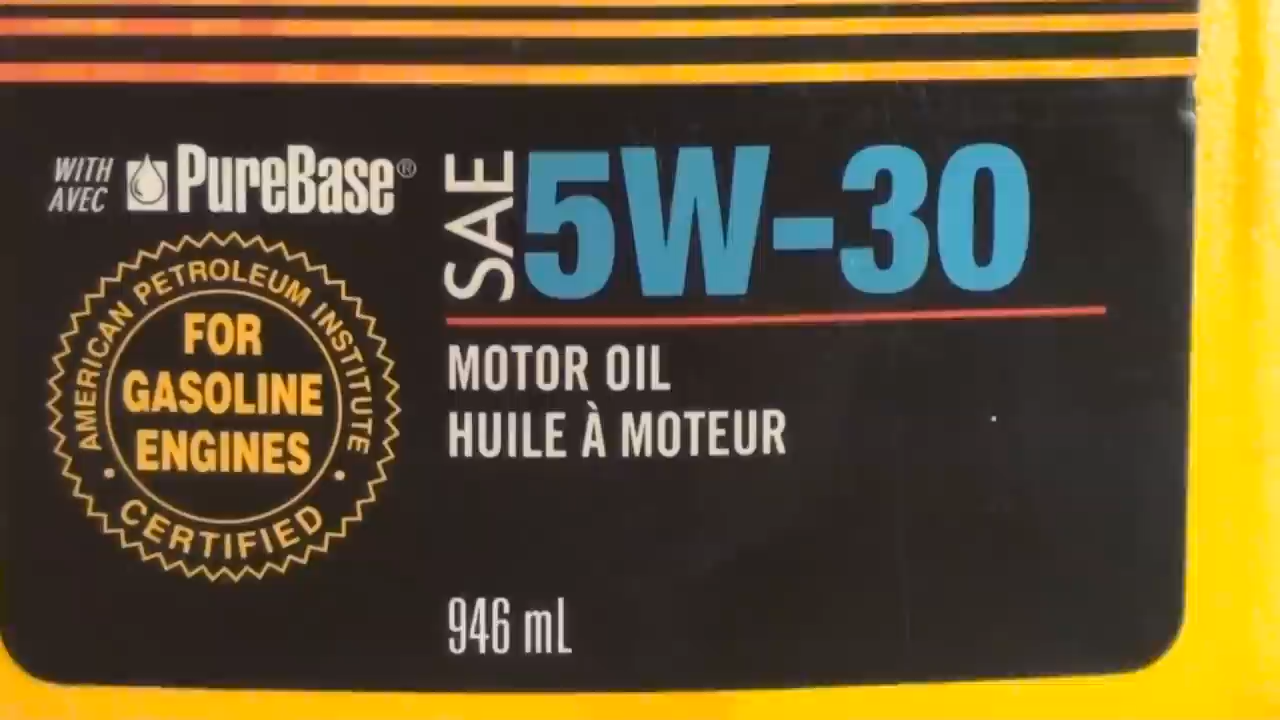 WITH
AVEC
PureBase®
SAE 5W-30
AMERICAN PETROLEUM INSTITUTE
FOR
GASOLINE
ENGINES
• CERTIFIED •
MOTOR OIL
HUILE À MOTEUR
946 mL